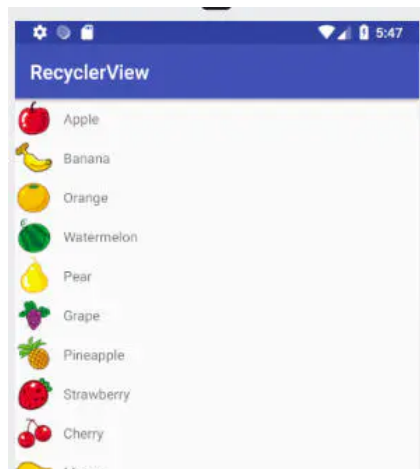 5:47
RecyclerView
Apple
Banana
Orange
Watermelon
Pear
Grape
Pineapple
Strawberry
Cherry